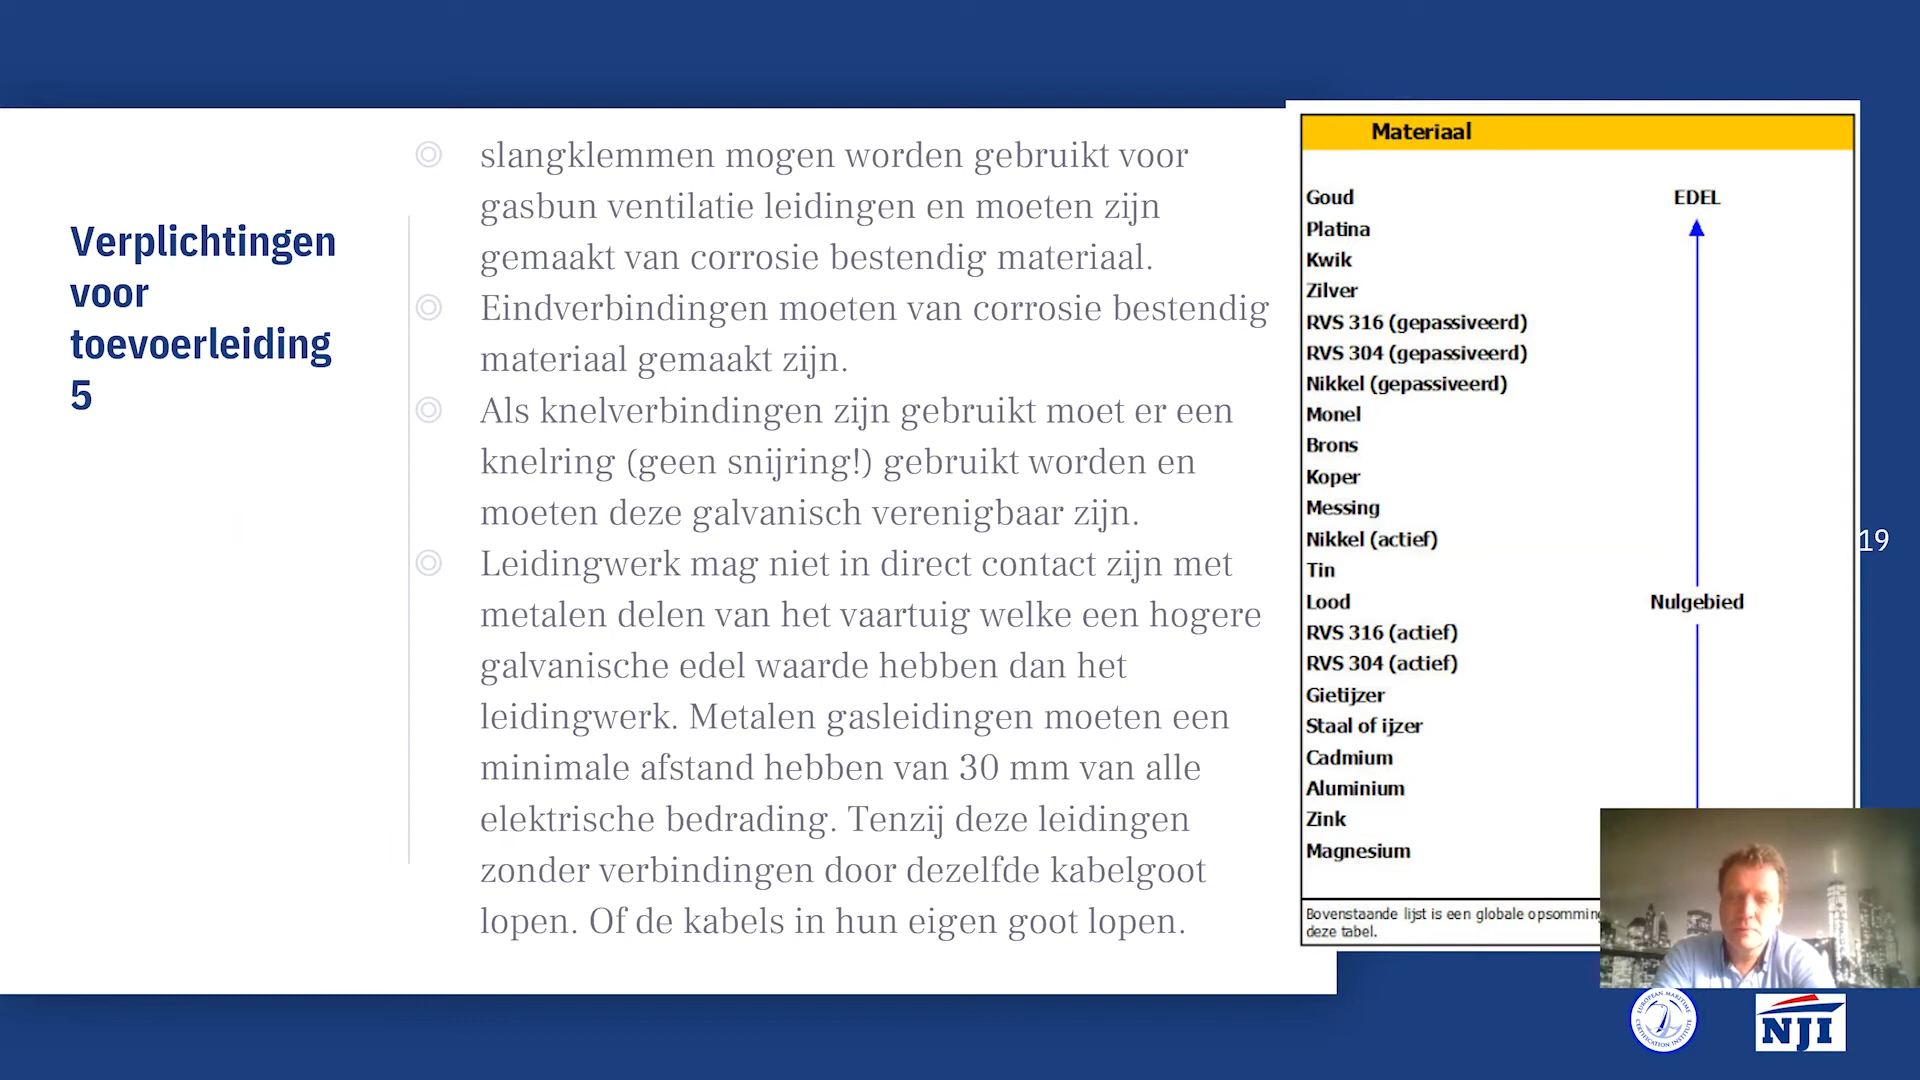 Verplichtingen
voor
toevoerleiding
5
slangklemmen mogen worden gebruikt voor
gasbun ventilatie leidingen en moeten zijn
gemaakt van corrosie bestendig materiaal.
Eindverbindingen moeten van corrosie bestendig
materiaal gemaakt zijn.
Als knelverbindingen zijn gebruikt moet er een
knelring (geen snijring!) gebruikt worden en
moeten deze galvanisch verenigbaar zijn.
Leidingwerk mag niet in direct contact zijn met
metalen delen van het vaartuig welke een hogere
galvanische edel waarde hebben dan het
leidingwerk. Metalen gasleidingen moeten een
minimale afstand hebben van 30 mm van alle
elektrische bedrading. Tenzij deze leidingen
zonder verbindingen door dezelfde kabelgoot
lopen. Of de kabels in hun eigen goot lopen.
Materiaal
Goud EDEL
Platina
Kwik
Zilver
RVS 316 (gepassiveerd)
RVS 304 (gepassiveerd)
Nikkel (gepassiveerd)
Monel
Brons
Koper
Messing
Nikkel (actief)
Tin
Lood Nulgebied
RVS 316 (actief)
RVS 304 (actief)
Gietijzer
Staal of ijzer
Cadmium
Aluminium
Zink
Magnesium
Bovenstaande lijst is een globale opsommin
deze tabel.
19
EUROPEAN MARITIME
CERTIFICATION INSTITUTE
NJI